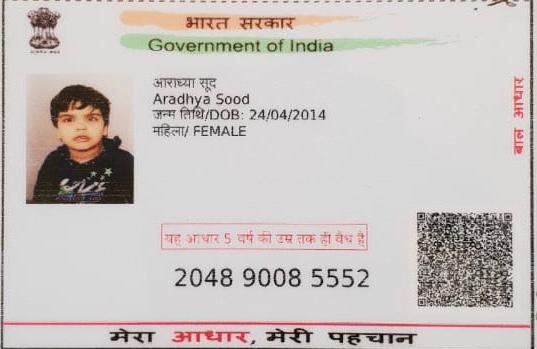 भारत सरकार
Government of India
आराध्या सूद
Aradhya Sood
जन्म तिथि/DOB: 24/04/2014
महिला/ FEMALE
बाल आधार
यह आधार 5 वर्ष की उम्र तक ही वैध है
2048 9008 5552
मेरा आधार, मेरी पहचान